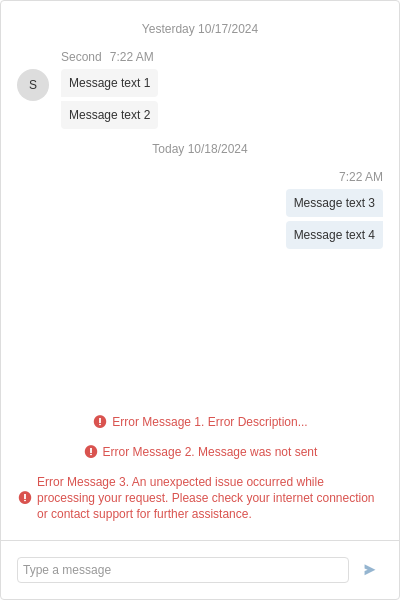 Yesterday 10/17/2024
Second 7:22 AM
S
Message text 1
Message text 2
Today 10/18/2024
7:22 AM
Message text 3
Message text 4
Error Message 1. Error Description...
Error Message 2. Message was not sent
Error Message 3. An unexpected issue occurred while
processing your request. Please check your internet connection
or contact support for further assistance.
Type a message